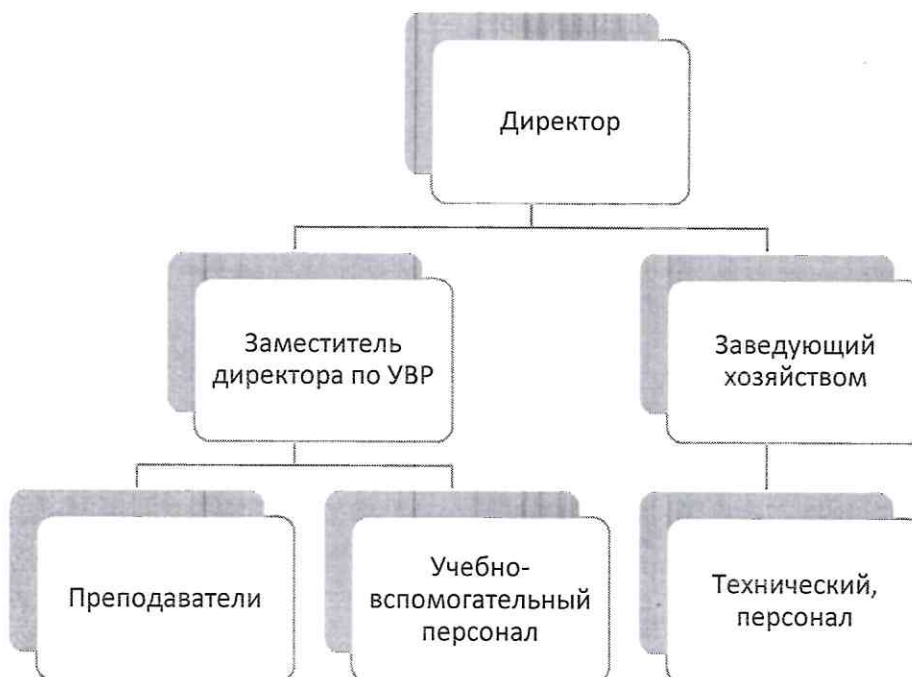 Директор
Заместитель
директора по УВР
Заведующий
хозяйством
Преподаватели
Учебно-
вспомогательный
персонал
Технический,
персонал